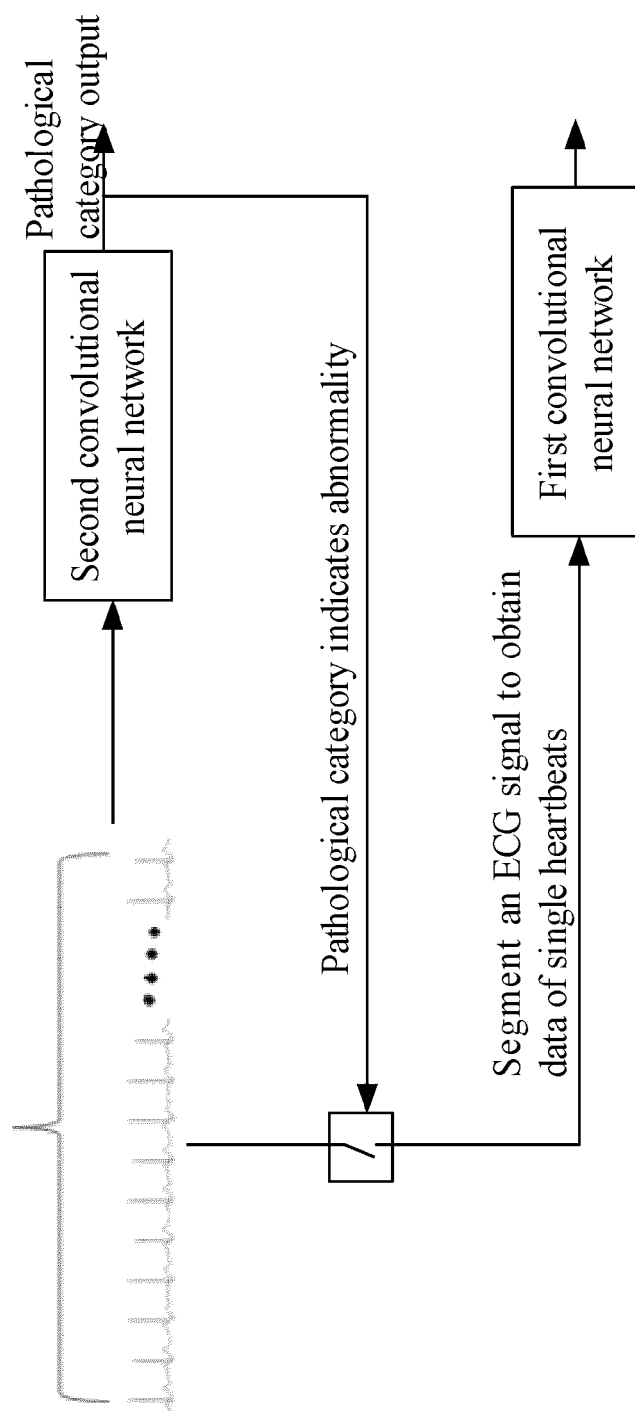 Pathological
category output
Second convolutional
neural network
Pathological category indicates abnormality
Segment an ECG signal to obtain
data of single heartbeats
First convolutional
neural network